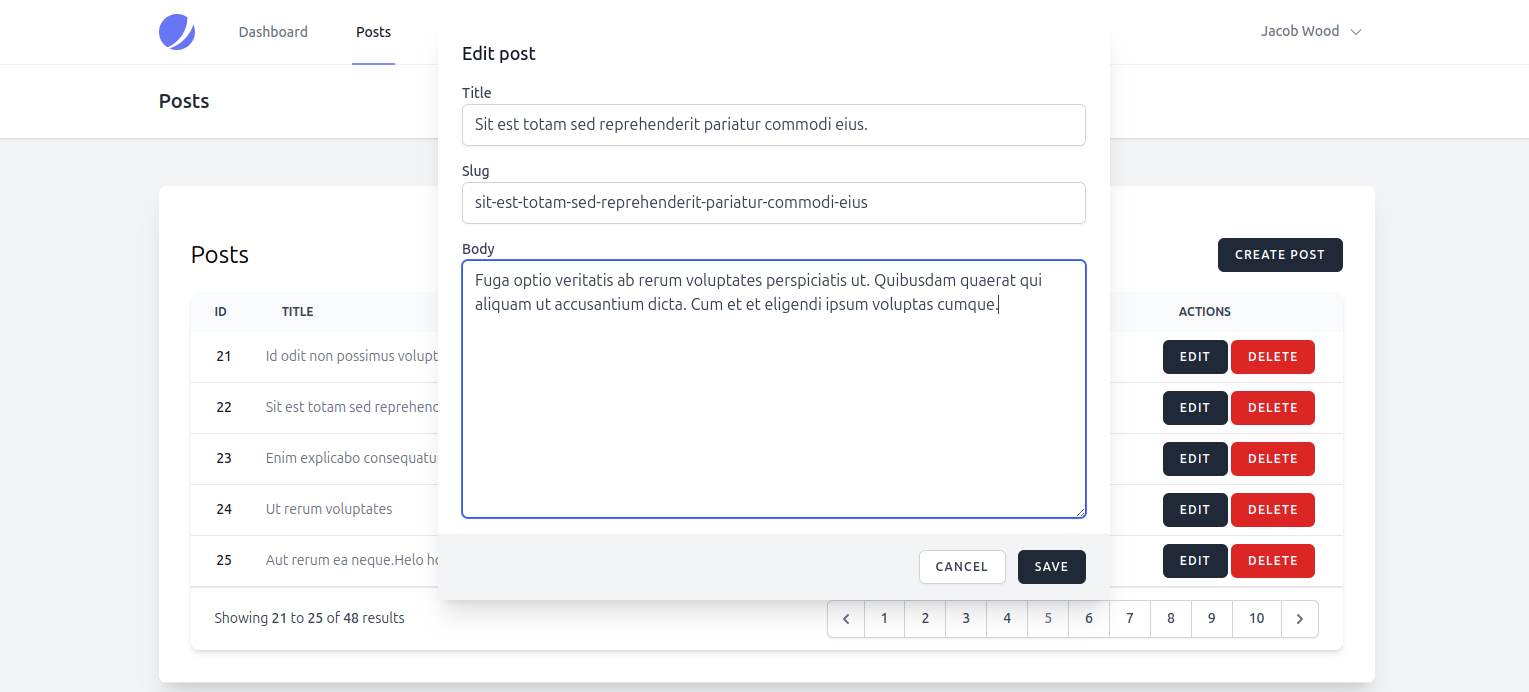 Dashboard
Posts
Jacob Wood
Posts
Edit post
Title
Sit est totam sed reprehenderit pariatur commodi eius.
Slug
sit-est-totam-sed-reprehenderit-pariatur-commodi-eius
Body
Fuga optio veritatis ab rerum voluptates perspiciatis ut. Quibusdam quaerat qui
aliquam ut accusantium dicta. Cum et et eligendi ipsum voluptas cumque.
CANCEL
SAVE
Posts
CREATE POST
ID TITLE ACTIONS
21 Id odit non possimus volupt EDIT DELETE
22 Sit est totam sed reprehend EDIT DELETE
23 Enim explicabo consequatu EDIT DELETE
24 Ut rerum voluptates EDIT DELETE
25 Aut rerum ea neque.Helo ho EDIT DELETE
Showing 21 to 25 of 48 results
1 2 3 4 5 6 7 8 9 10